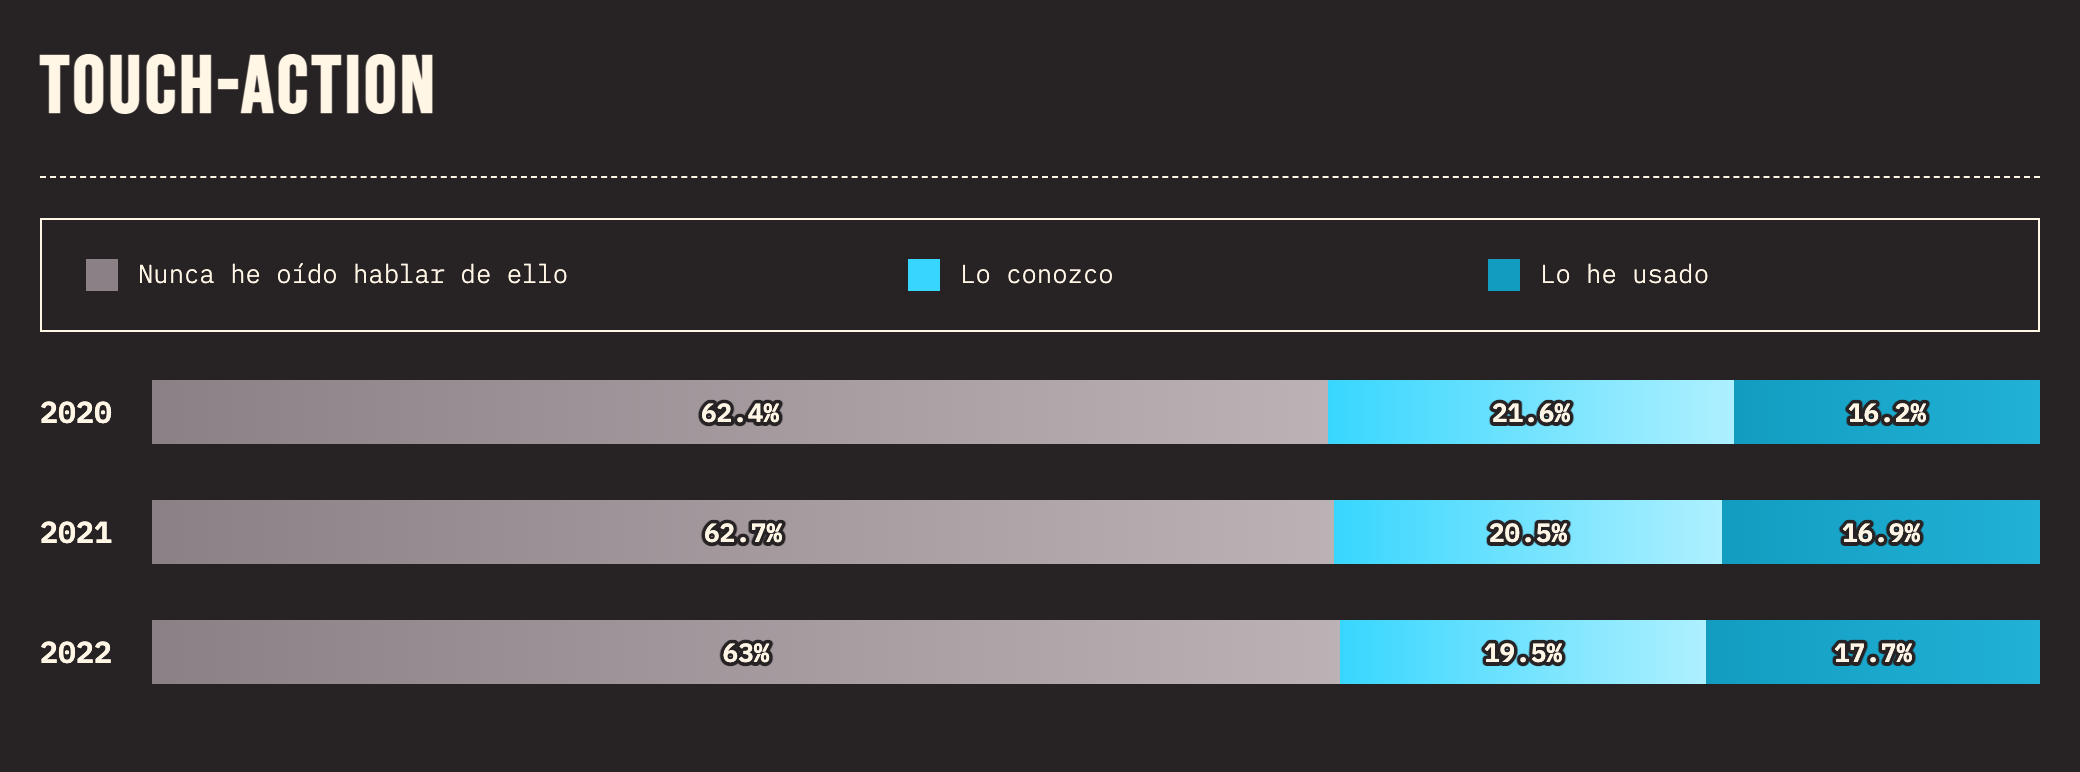 TOUCH-ACTION
Nunca he oído hablar de ello Lo conozco Lo he usado
2020 62.4% 21.6% 16.2%
2021 62.7% 20.5% 16.9%
2022 63% 19.5% 17.7%